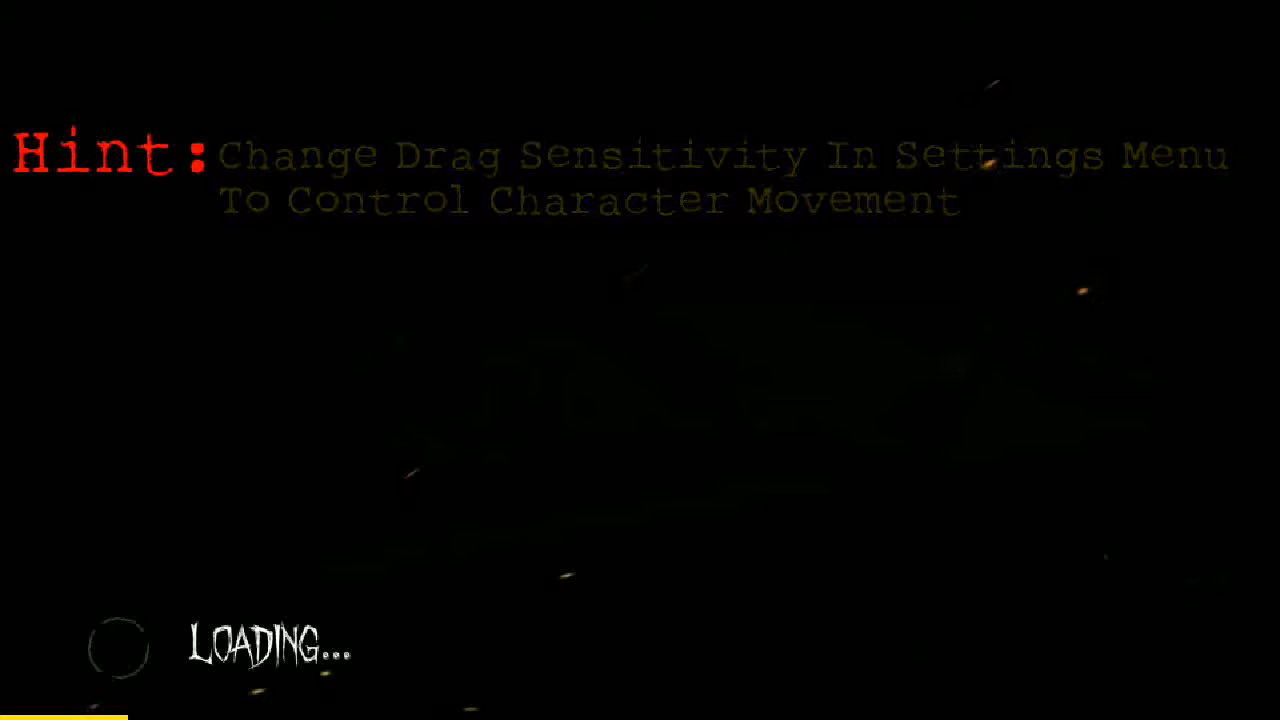 Hint: Change Drag Sensitivity In Settings Menu
To Control Character Movement
LOADING...